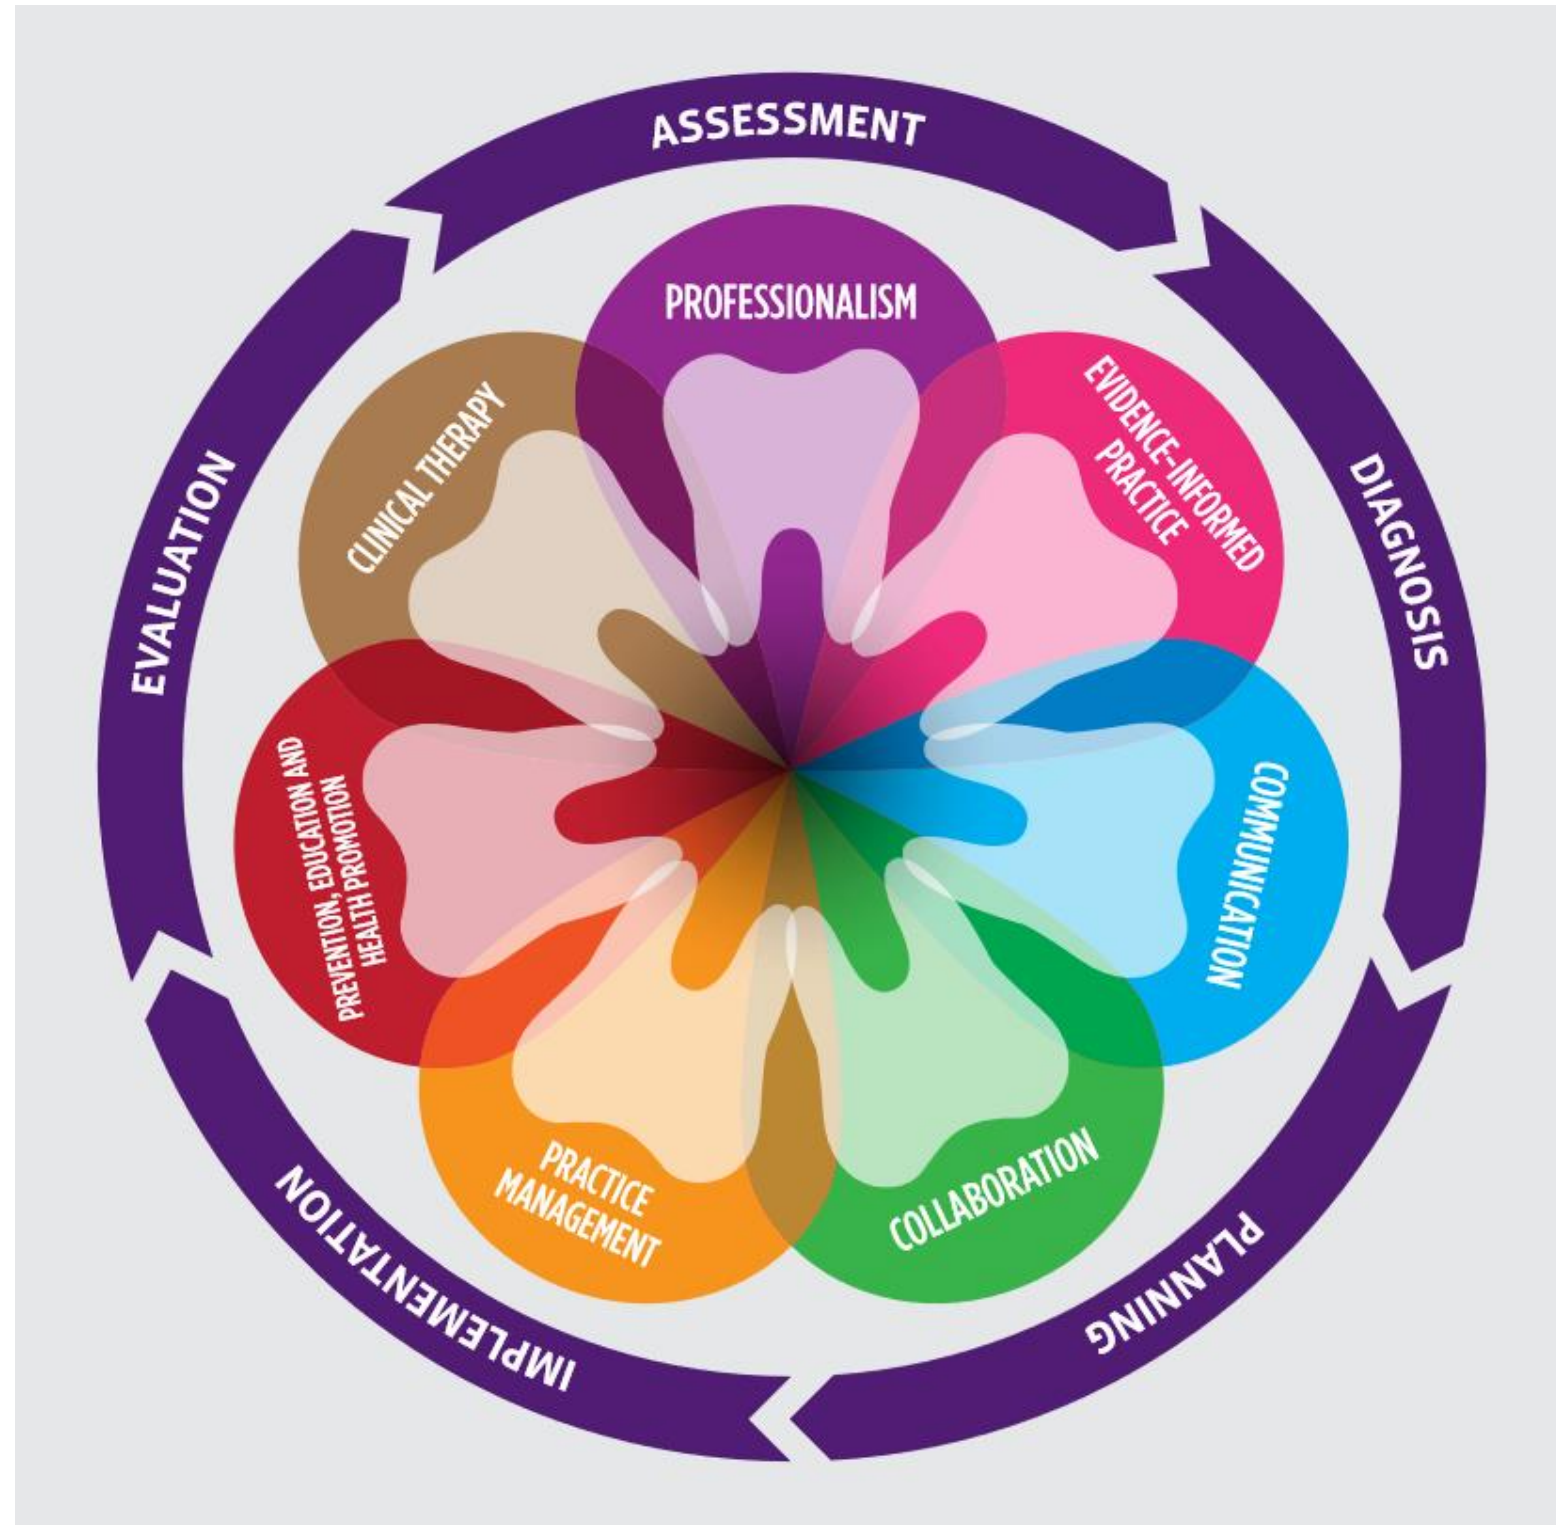 ASSESSMENT
DIAGNOSIS
PLANNING
IMPLEMENTATION
EVALUATION
PROFESSIONALISM
EVIDENCE-INFORMED
PRACTICE
COMMUNICATION
COLLABORATION
PRACTICE
MANAGEMENT
PREVENTION, EDUCATION AND
HEALTH PROMOTION
CLINICAL THERAPY